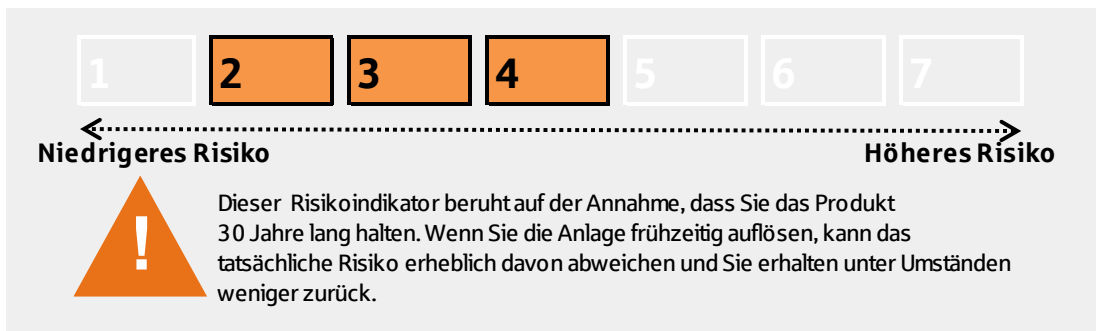 1 2 3 4 5 6 7
Niedrigeres Risiko Höheres Risiko
!
Dieser Risikoindikator beruht auf der Annahme, dass Sie das Produkt
30 Jahre lang halten. Wenn Sie die Anlage frühzeitig auflösen, kann das
tatsächliche Risiko erheblich davon abweichen und Sie erhalten unter Umständen
weniger zurück.